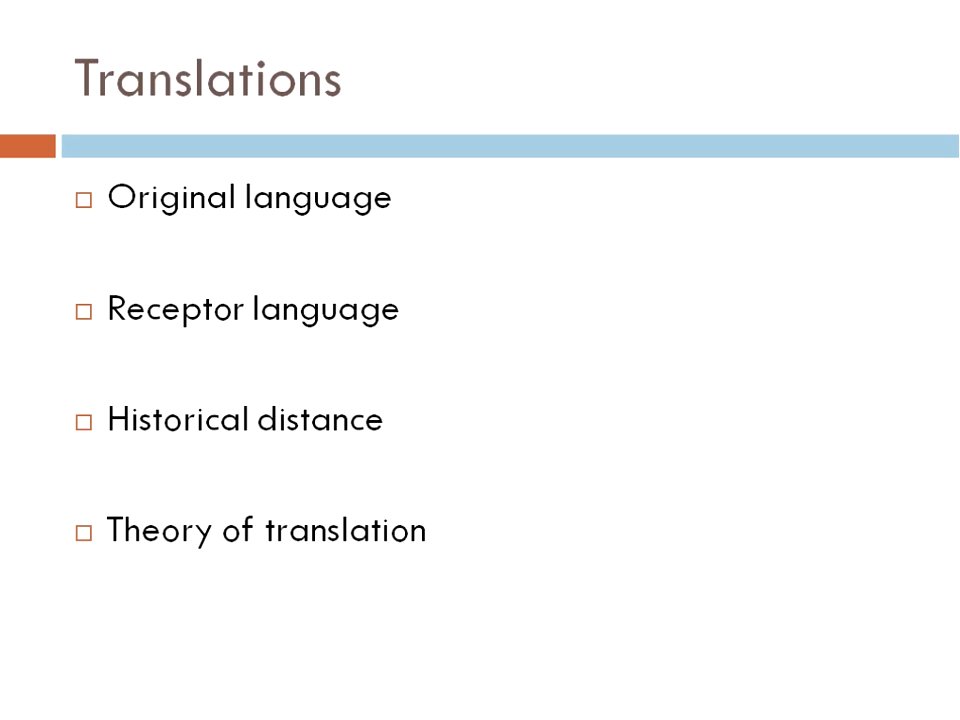 Translations
Original language
Receptor language
Historical distance
Theory of translation